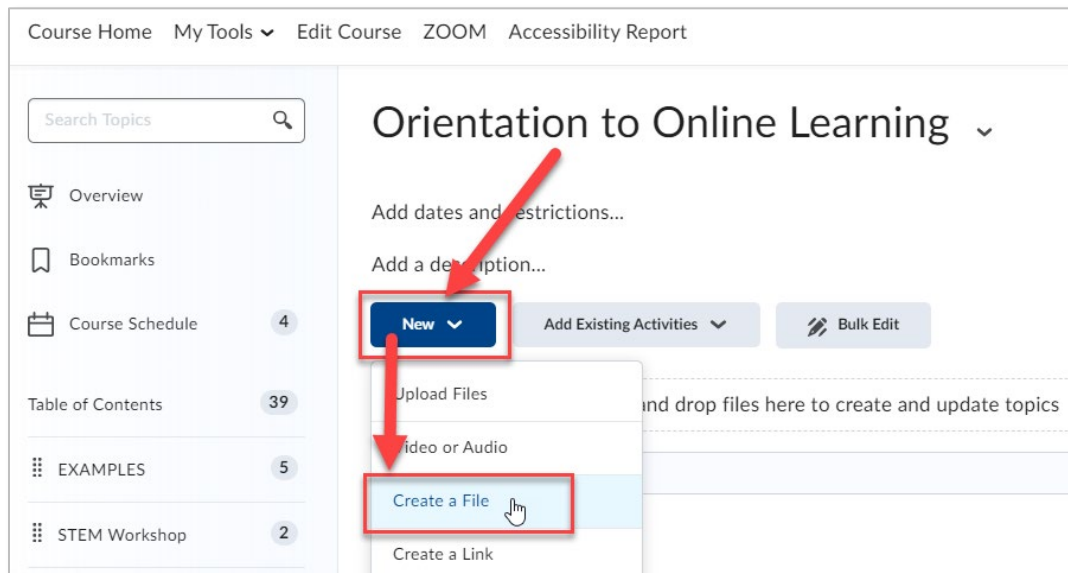 Course Home My Tools Edit Course ZOOM Accessibility Report
Search Topics
Overview
Bookmarks
Course Schedule 4
Table of Contents 39
EXAMPLES 5
STEM Workshop 2
Orientation to Online Learning
Add dates and restrictions...
Add a description...
New Add Existing Activities Bulk Edit
Upload Files
and drop files here to create and update topics
Video or Audio
Create a File
Create a Link